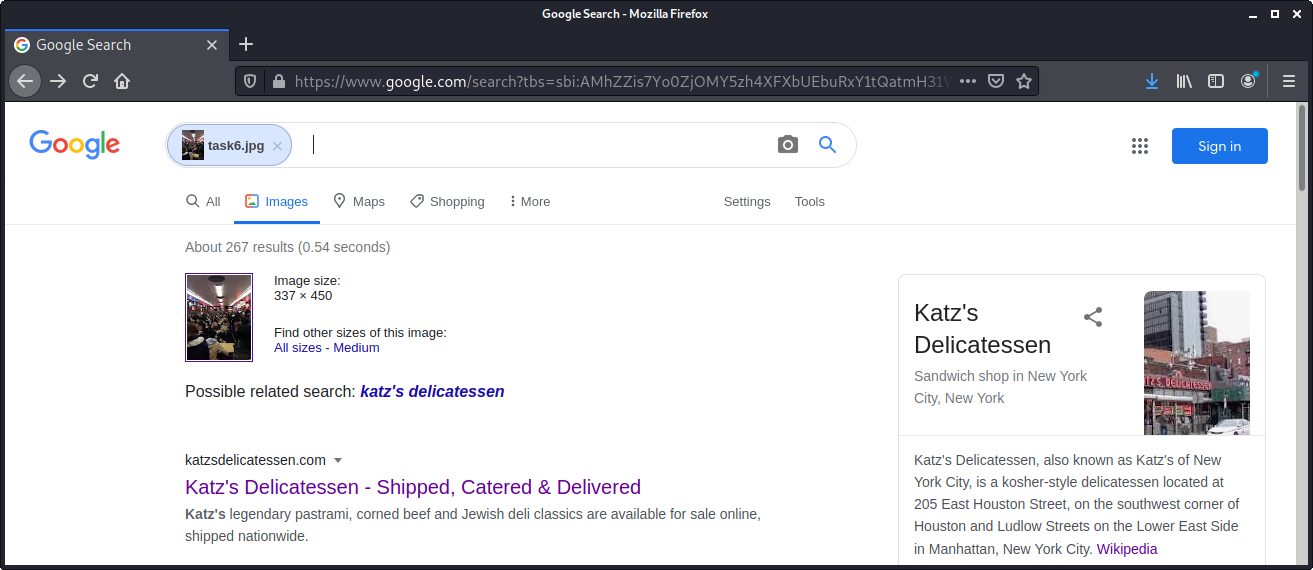 Google Search - Mozilla Firefox
Google Search
https://www.google.com/search?tbs=sbi:AMhZZis7Yo0ZjOMY5zh4XFXbUEbuRxY1tQatmH31V
Google
task6.jpg
Sign in
All
Images
Maps
Shopping
More
Settings
Tools
About 267 results (0.54 seconds)
Image size:
337 × 450
Find other sizes of this image:
All sizes - Medium
Possible related search: katz's delicatessen
katzsdelicatessen.com
Katz's Delicatessen - Shipped, Catered & Delivered
Katz's legendary pastrami, corned beef and Jewish deli classics are available for sale online,
shipped nationwide.
Katz's
Delicatessen
Sandwich shop in New York
City, New York
Katz's Delicatessen, also known as Katz's of New
York City, is a kosher-style delicatessen located at
205 East Houston Street, on the southwest corner of
Houston and Ludlow Streets on the Lower East Side
in Manhattan, New York City. Wikipedia